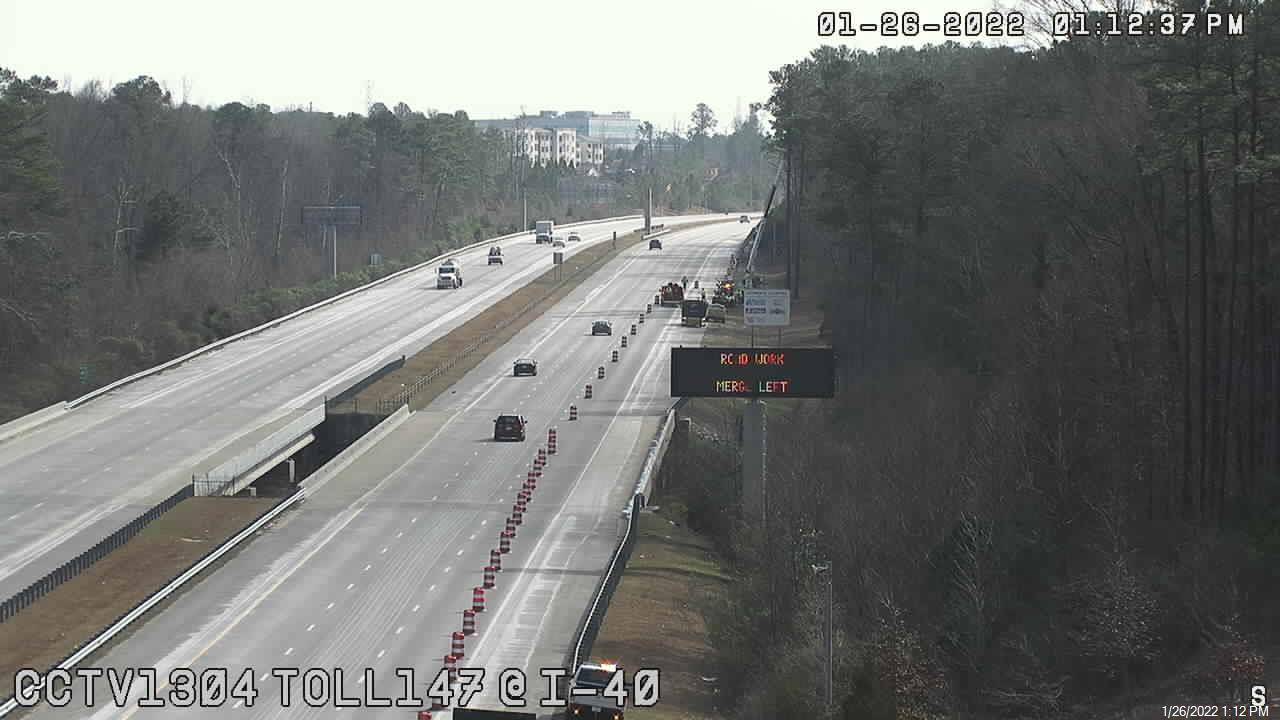 01-26-2022 01:12:37 PM
ROAD WORK
MERGE LEFT
CCTV1304 TOLL147 @ I-40
S
1/26/2022 1:12 PM